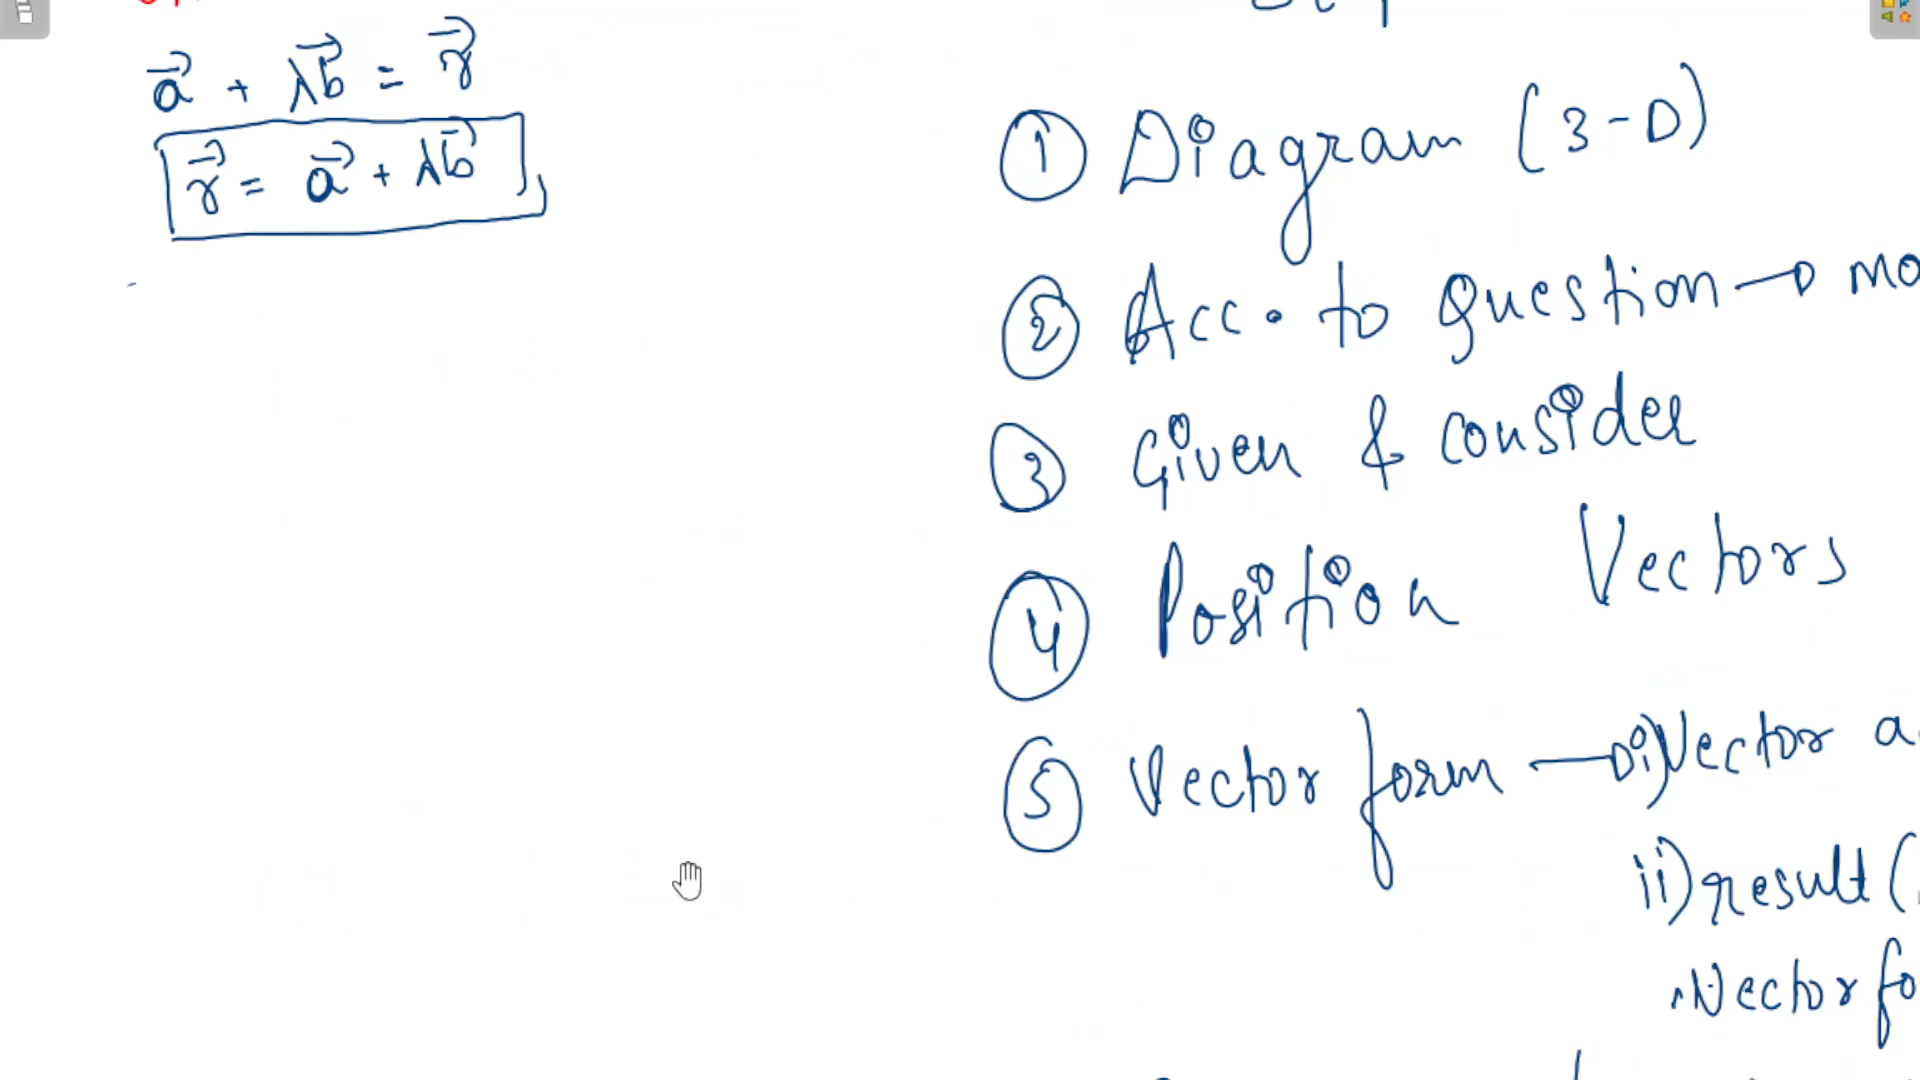 a⃗ + λb⃗ = r⃗
r⃗ = a⃗ + λb⃗
① Diagram (3-D)
② Acc. to question → mo
③ Given & consider
④ Position Vectors
⑤ Vector form → i) Vector a
ii) result (
Vector fo